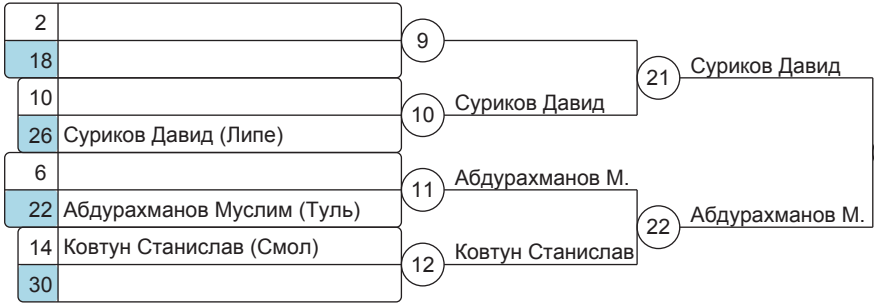 2
9
18
21 Суриков Давид
10
10 Суриков Давид
26 Суриков Давид (Липе)
6
11 Абдурахманов М.
22 Абдурахманов Муслим (Туль)
22 Абдурахманов М.
14 Ковтун Станислав (Смол)
12 Ковтун Станислав
30